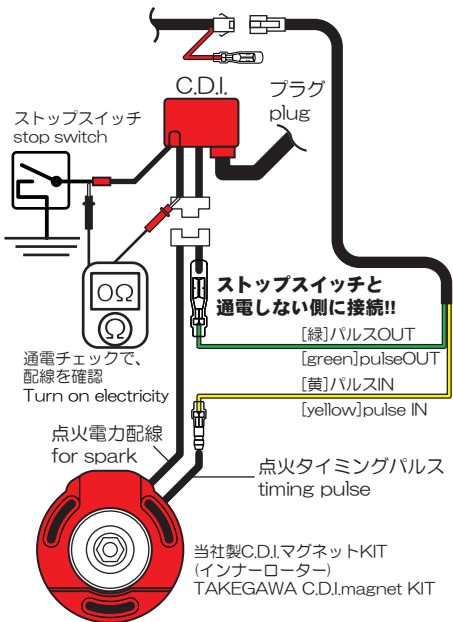 C.D.I.
プラグ
plug
ストップスイッチ
stop switch
0Ω
Ω
ストップスイッチと
通電しない側に接続!!
[緑]パルスOUT
[green]pulseOUT
[黄]パルスIN
[yellow]pulse IN
通電チェックで、
配線を確認
Turn on electricity
点火電力配線
for spark
点火タイミングパルス
timing pulse
当社製C.D.I.マグネットKIT
(インナーローター)
TAKEGAWA C.D.I.magnet KIT